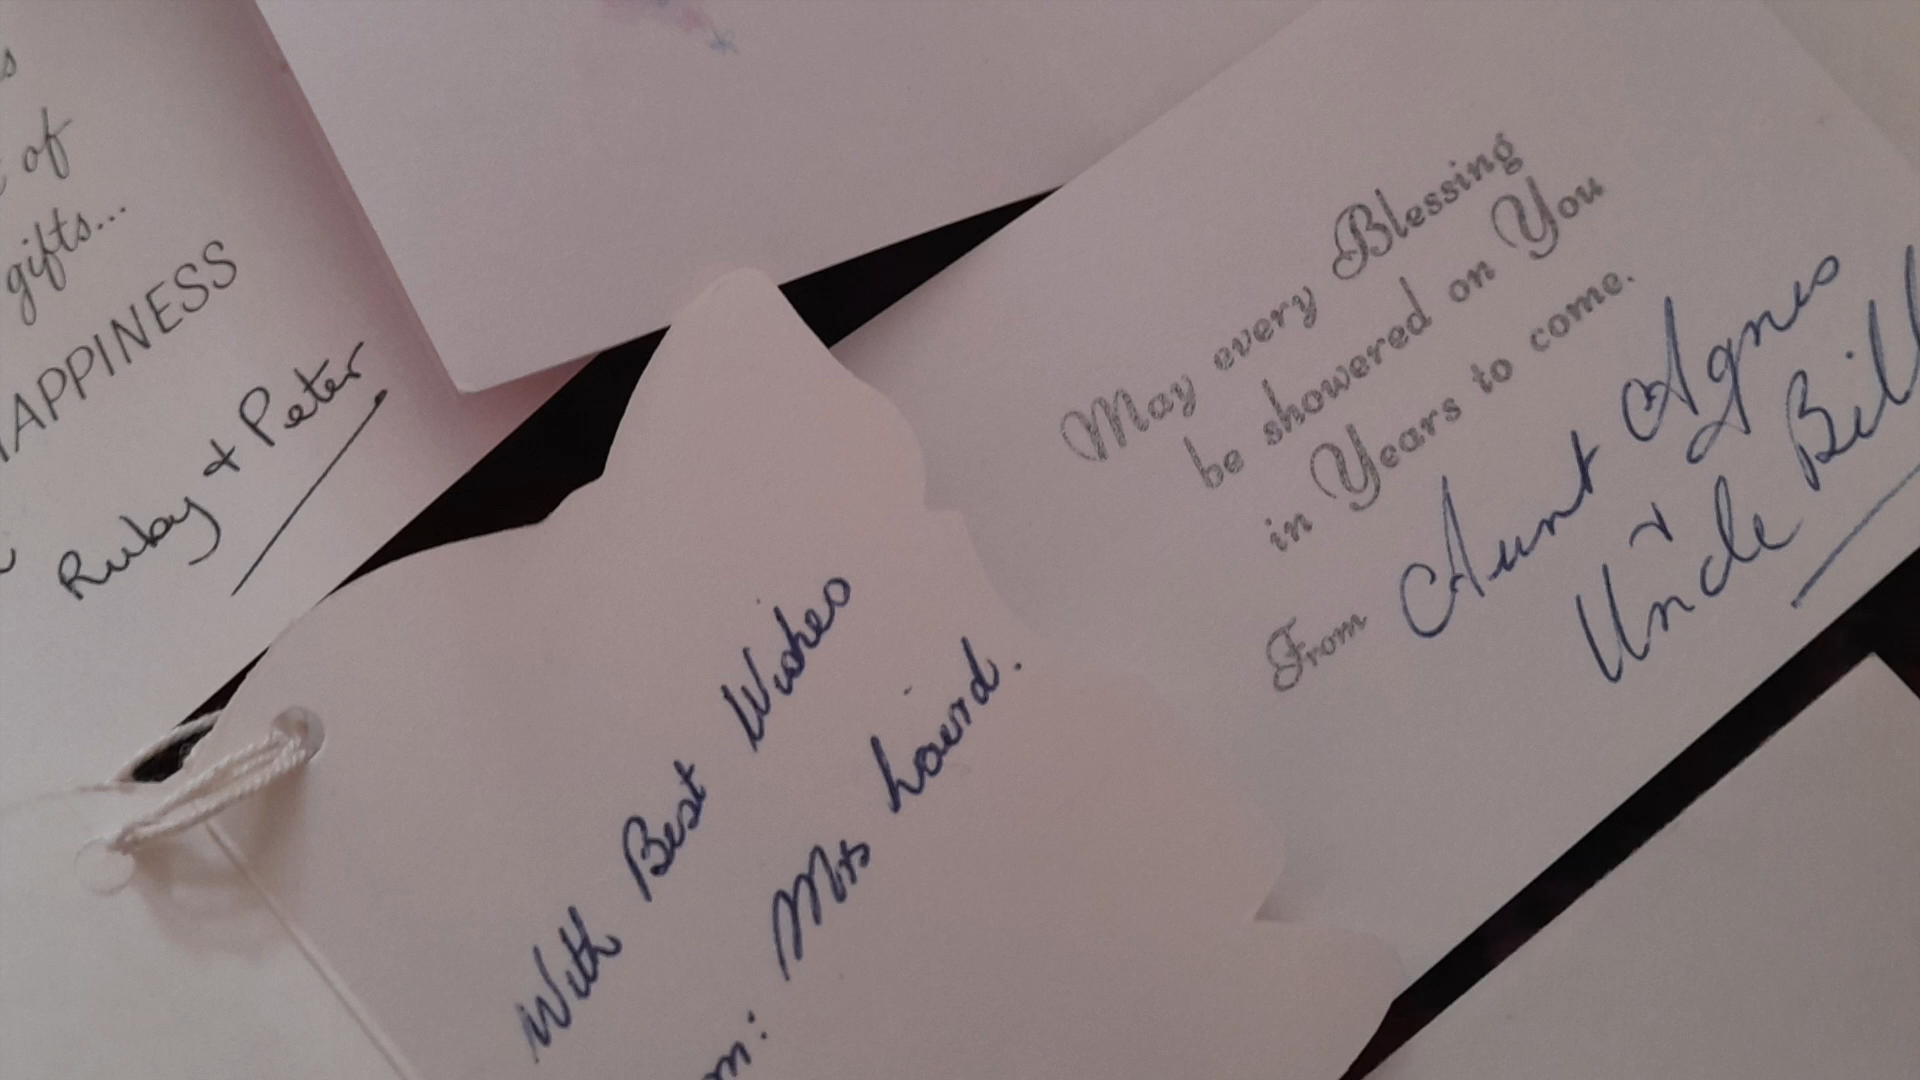 of
gifts...
HAPPINESS
Ruby + Peter
With Best Wishes
Mrs Laird.
May every Blessing
be showered on You
in Years to come.
From Aunt Agnes
+
Uncle Bill